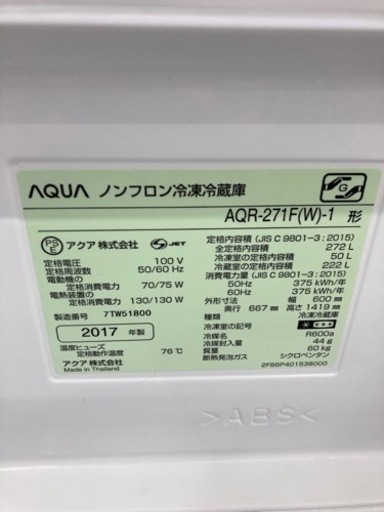 AQUA ノンフロン冷凍冷蔵庫
AQR-271F(W)-1 形
PS E アクア株式会社 S JET
定格電圧 100 V
定格周波数 50/60 Hz
電動機の
定格消費電力 70/75 W
電熱装置の
定格消費電力 130/130 W
製造番号 7TW51800
2017 年製
温度ヒューズ
定格動作温度 76℃
アクア株式会社
Made in Thailand
定格内容積 (JIS C 9801-3 : 2015)
全定格内容積 272 L
冷凍室の定格内容積 50 L
冷蔵室の定格内容積 222 L
消費電力量 (JIS C 9801-3 : 2015)
50Hz 375 kWh/年
60Hz 375 kWh/年
外形寸法 幅 600 ㎜
奥行 667 ㎜ 高さ 1419 ㎜
種類 冷凍冷蔵庫
冷凍室の記号
冷媒名 R600a
冷媒封入量 44 g
質量 60 kg
断熱発泡ガス シクロペンタン
2FB6P401538000
>ABS<